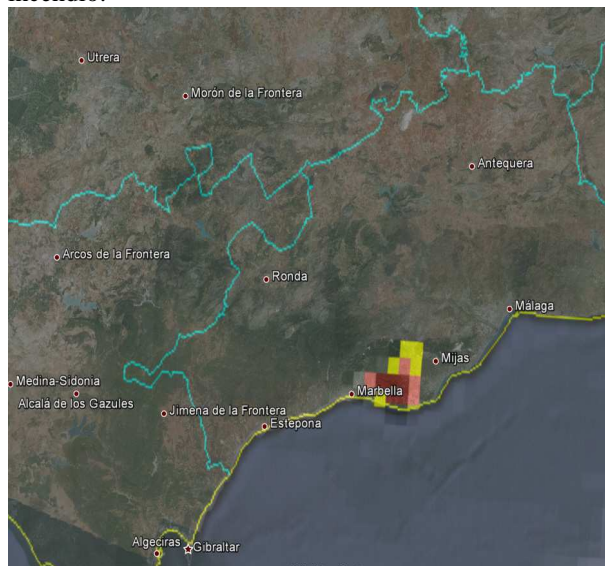 Utrera
Morón de la Frontera
Antequera
Arcos de la Frontera
Ronda
Málaga
Mijas
Medina-Sidonia
Marbella
Alcalá de los Gazules
Jimena de la Frontera
Estepona
Algeciras
Gibraltar